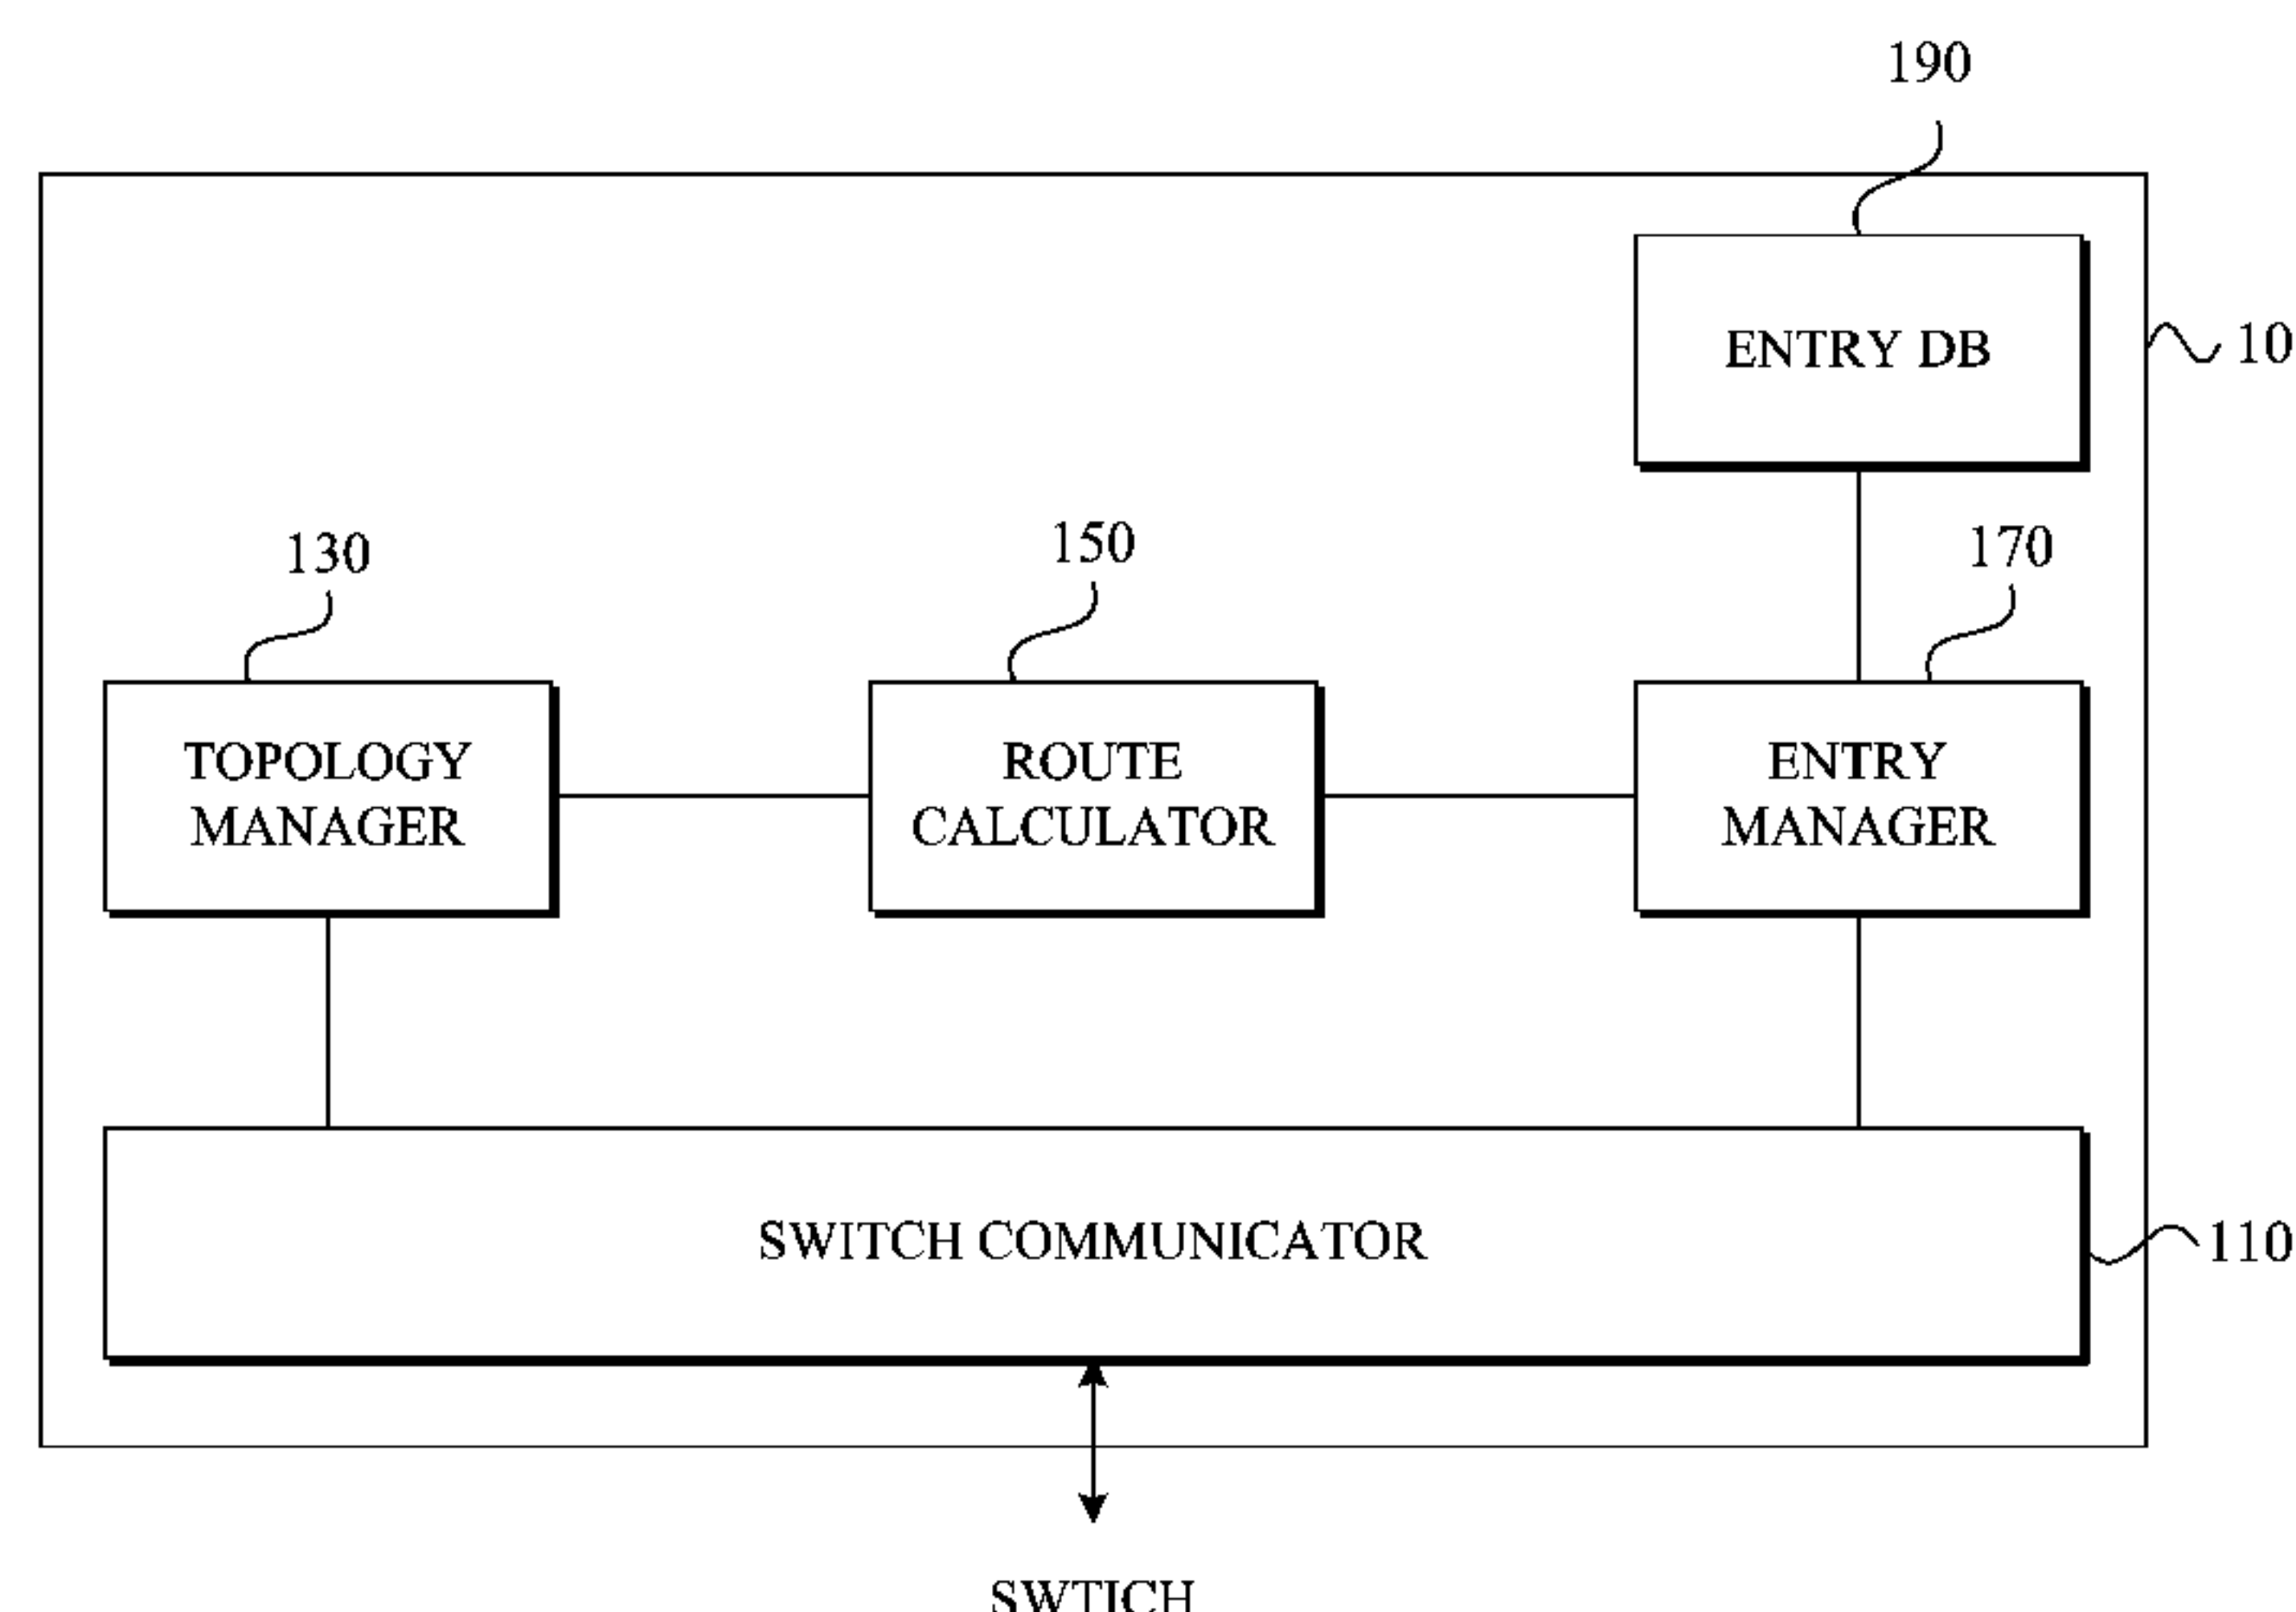 190
ENTRY DB
10
130
150
170
TOPOLOGY
MANAGER
ROUTE
CALCULATOR
ENTRY
MANAGER
SWITCH COMMUNICATOR
110
SWTICH